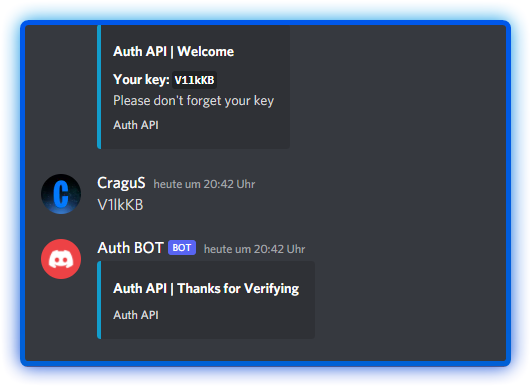 Auth API | Welcome
Your key: V1lkKB
Please don't forget your key
Auth API
C CraguS heute um 20:42 Uhr
V1lkKB
Auth BOT BOT heute um 20:42 Uhr
Auth API | Thanks for Verifying
Auth API